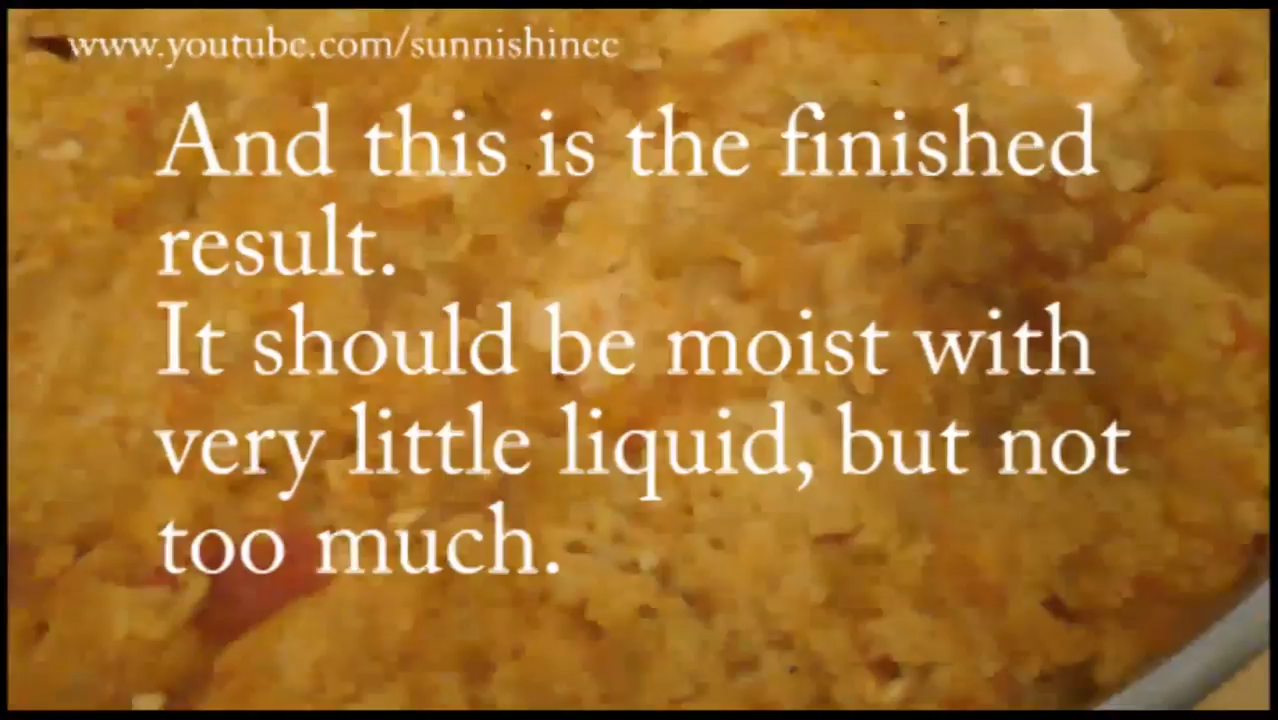 www.youtube.com/sunnishinee
And this is the finished
result.
It should be moist with
very little liquid, but not
too much.